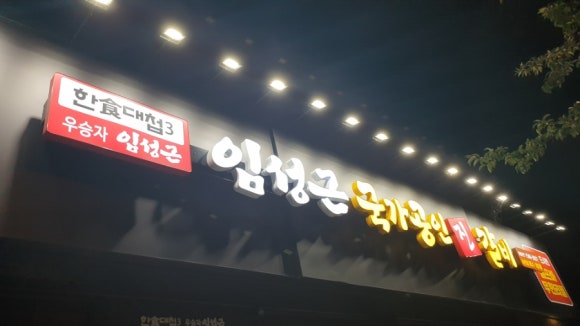 한食대첩3
우승자 임성근
임성근 국가공인 진갈비